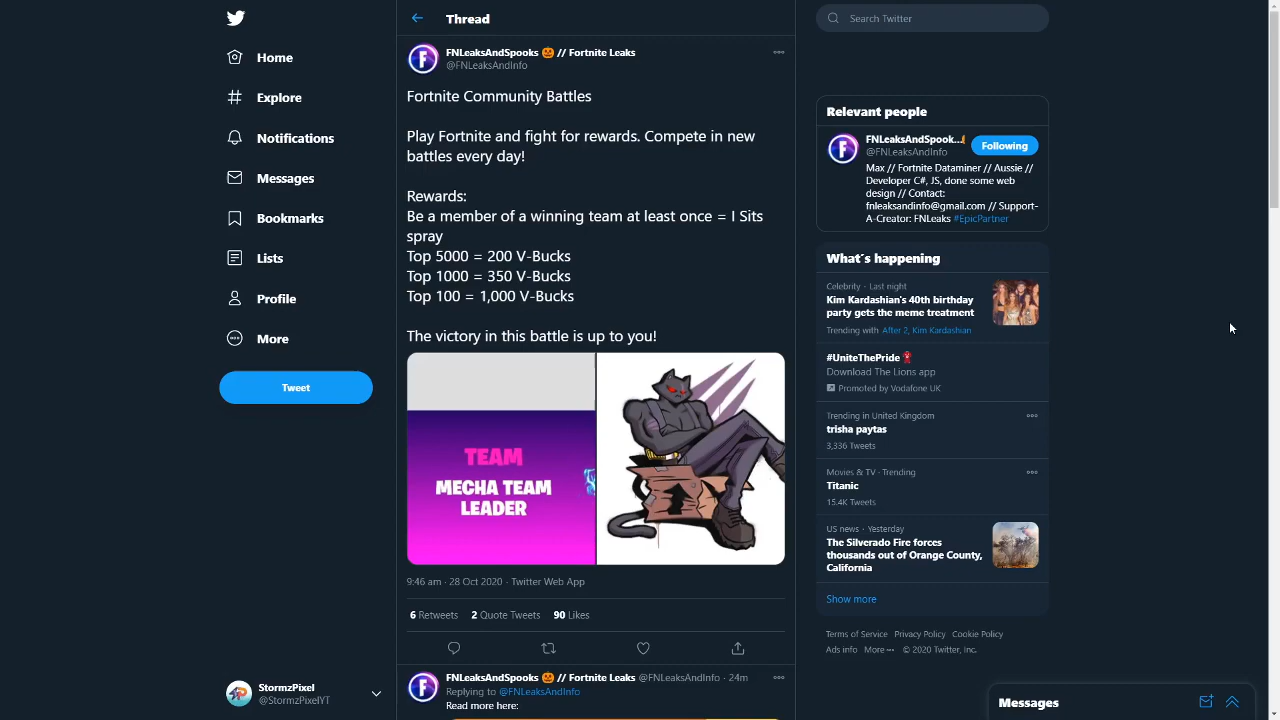 Home
Explore
Notifications
Messages
Bookmarks
Lists
Profile
More
Tweet
StormzPixel
@StormzPixelYT
Thread
FNLeaksAndSpooks 🎃 // Fortnite Leaks
@FNLeaksAndInfo
Fortnite Community Battles
Play Fortnite and fight for rewards. Compete in new
battles every day!
Rewards:
Be a member of a winning team at least once = I Sits
spray
Top 5000 = 200 V-Bucks
Top 1000 = 350 V-Bucks
Top 100 = 1,000 V-Bucks
The victory in this battle is up to you!
TEAM
MECHA TEAM
LEADER
9:46 am · 28 Oct 2020 · Twitter Web App
6 Retweets 2 Quote Tweets 90 Likes
FNLeaksAndSpooks 🎃 // Fortnite Leaks @FNLeaksAndInfo · 24m
Replying to @FNLeaksAndInfo
Read more here:
Search Twitter
Relevant people
FNLeaksAndSpook...
@FNLeaksAndInfo
Following
Max // Fortnite Dataminer // Aussie //
Developer C#, JS, done some web
design // Contact:
fnleaksandinfo@gmail.com // Support-
A-Creator: FNLeaks #EpicPartner
What's happening
Celebrity · Last night
Kim Kardashian's 40th birthday
party gets the meme treatment
Trending with After 2, Kim Kardashian
#UniteThePride
Download The Lions app
Promoted by Vodafone UK
Trending in United Kingdom
trisha paytas
3,336 Tweets
Movies & TV · Trending
Titanic
15.4K Tweets
US news · Yesterday
The Silverado Fire forces
thousands out of Orange County,
California
Show more
Terms of Service Privacy Policy Cookie Policy
Ads info More ··· © 2020 Twitter, Inc.
Messages